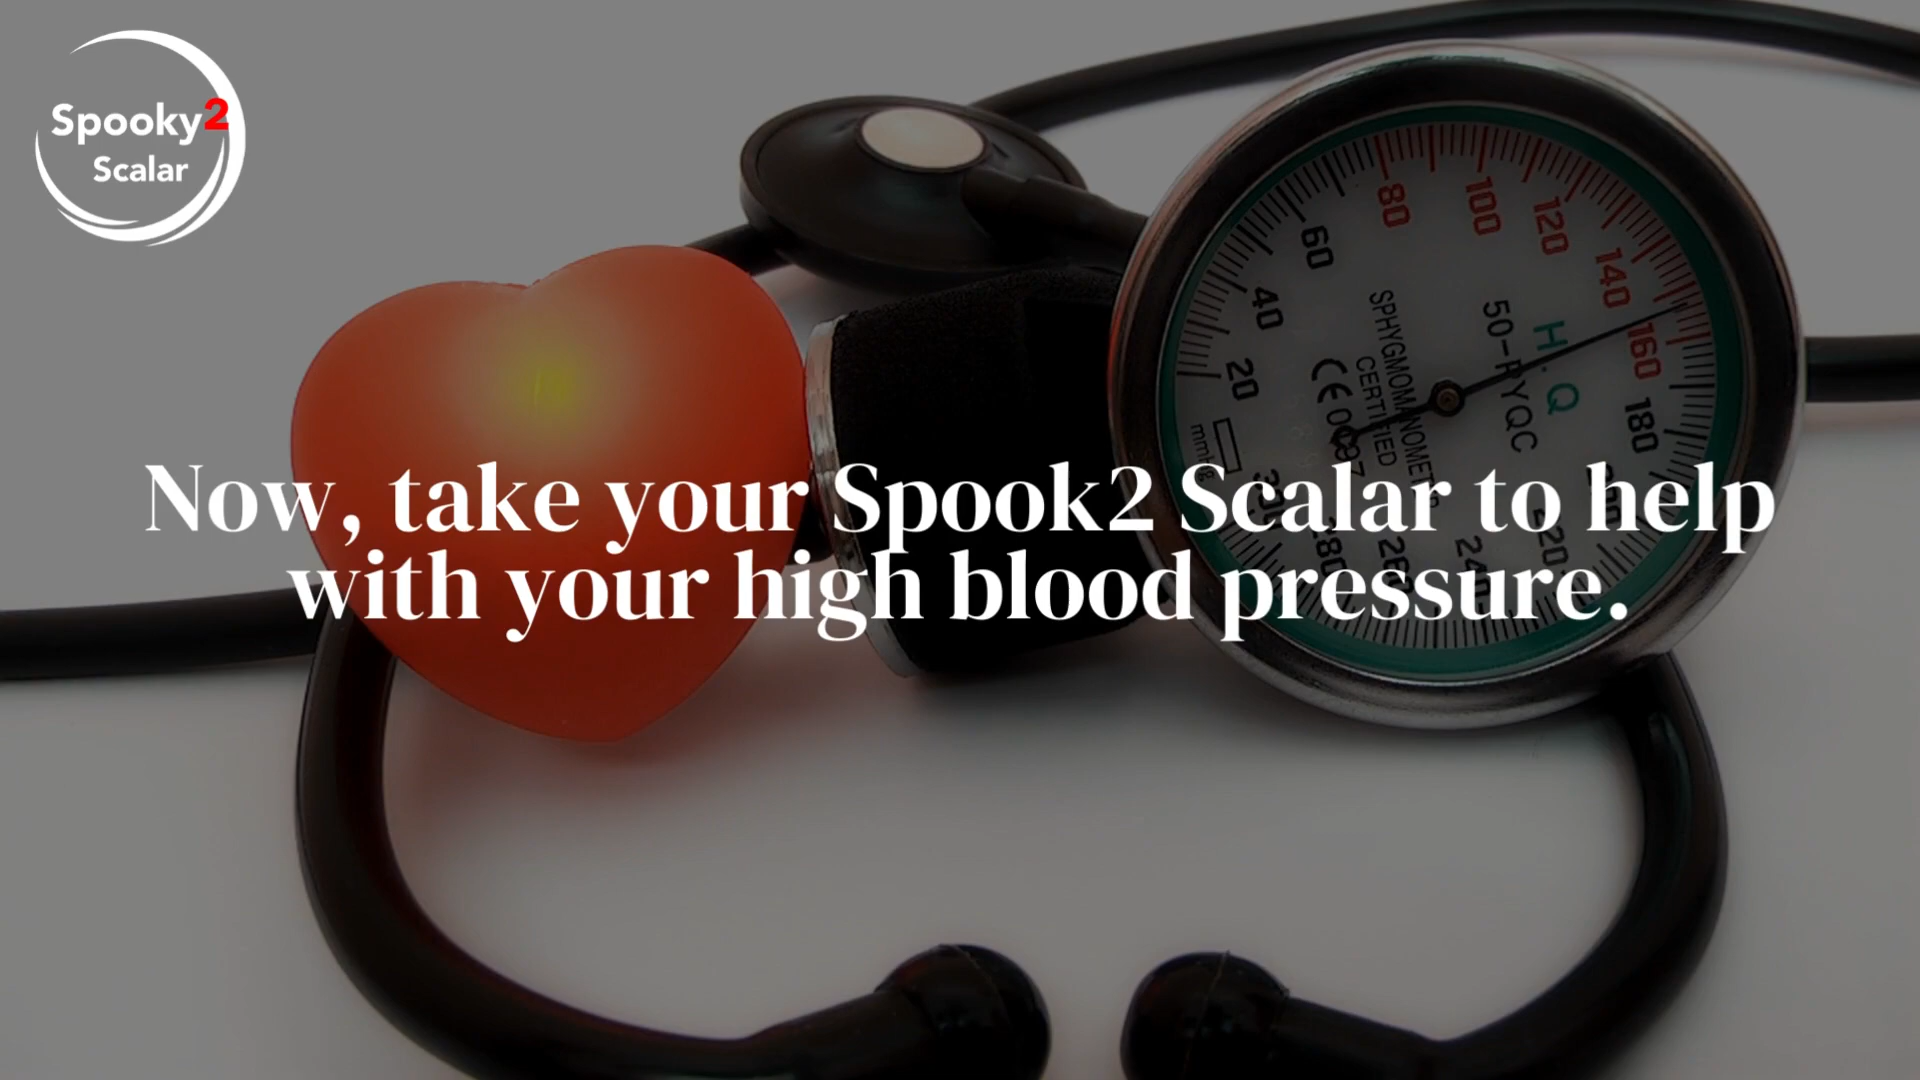 Spooky2
Scalar
80
100
120
60
140
40
160
20
180
H.Q
SPHYGMOMANOMETER
CERTIFIED
Now, take your Spook2 Scalar to help
with your high blood pressure.